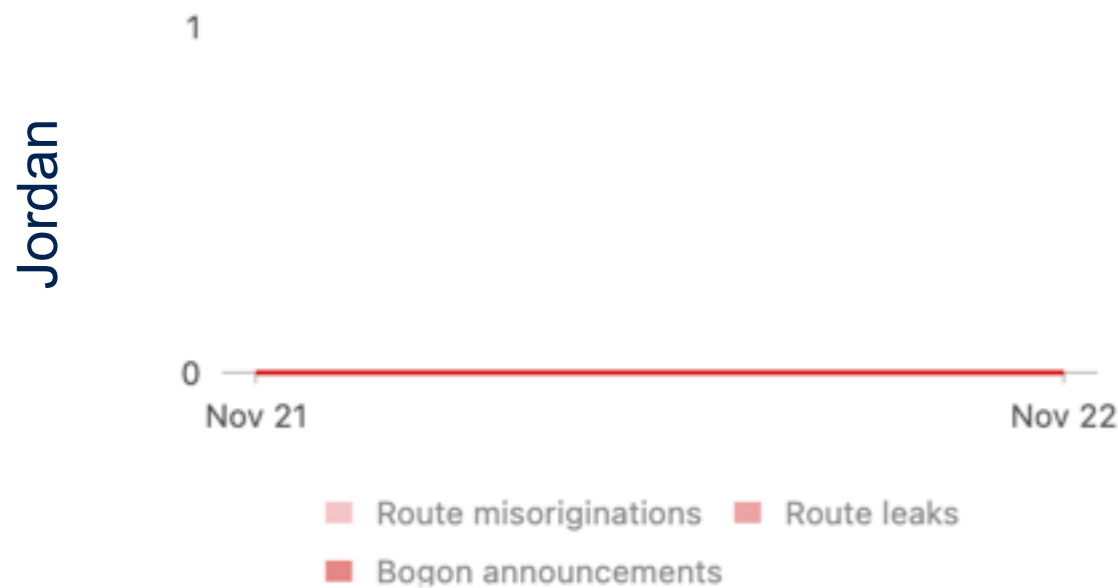 1
Jordan
0
Nov 21
Nov 22
Route misoriginations
Route leaks
Bogon announcements